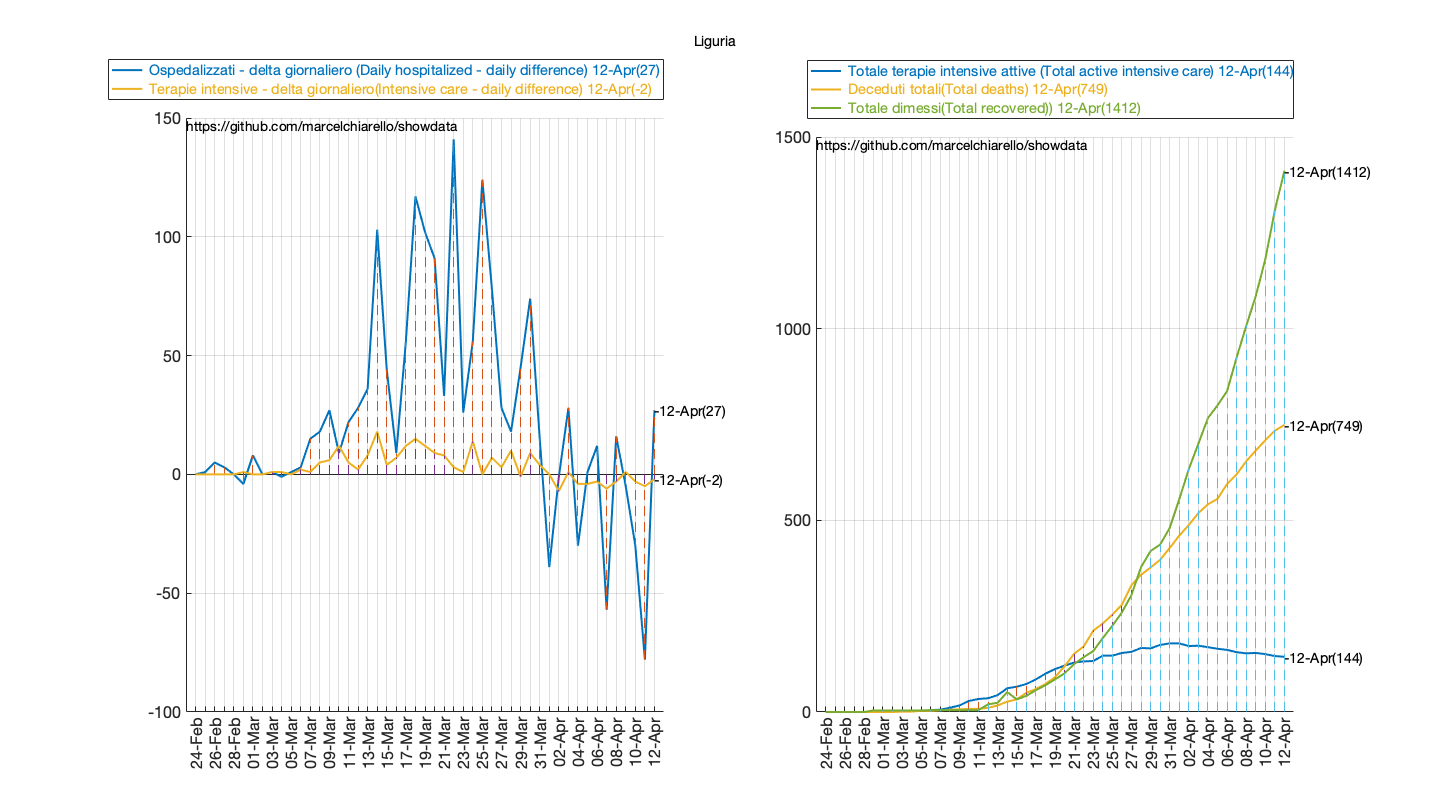 Liguria
Ospedalizzati - delta giornaliero (Daily hospitalized - daily difference) 12-Apr(27)
Terapie intensive - delta giornaliero(Intensive care - daily difference) 12-Apr(-2)
https://github.com/marcelchiarello/showdata
150
100
50
0
-50
-100
12-Apr(27)
12-Apr(-2)
24-Feb
26-Feb
28-Feb
01-Mar
03-Mar
05-Mar
07-Mar
09-Mar
11-Mar
13-Mar
15-Mar
17-Mar
19-Mar
21-Mar
23-Mar
25-Mar
27-Mar
29-Mar
31-Mar
02-Apr
04-Apr
06-Apr
08-Apr
10-Apr
12-Apr
Totale terapie intensive attive (Total active intensive care) 12-Apr(144)
Deceduti totali(Total deaths) 12-Apr(749)
Totale dimessi(Total recovered)) 12-Apr(1412)
https://github.com/marcelchiarello/showdata
1500
1000
500
0
12-Apr(1412)
12-Apr(749)
12-Apr(144)
24-Feb
26-Feb
28-Feb
01-Mar
03-Mar
05-Mar
07-Mar
09-Mar
11-Mar
13-Mar
15-Mar
17-Mar
19-Mar
21-Mar
23-Mar
25-Mar
27-Mar
29-Mar
31-Mar
02-Apr
04-Apr
06-Apr
08-Apr
10-Apr
12-Apr